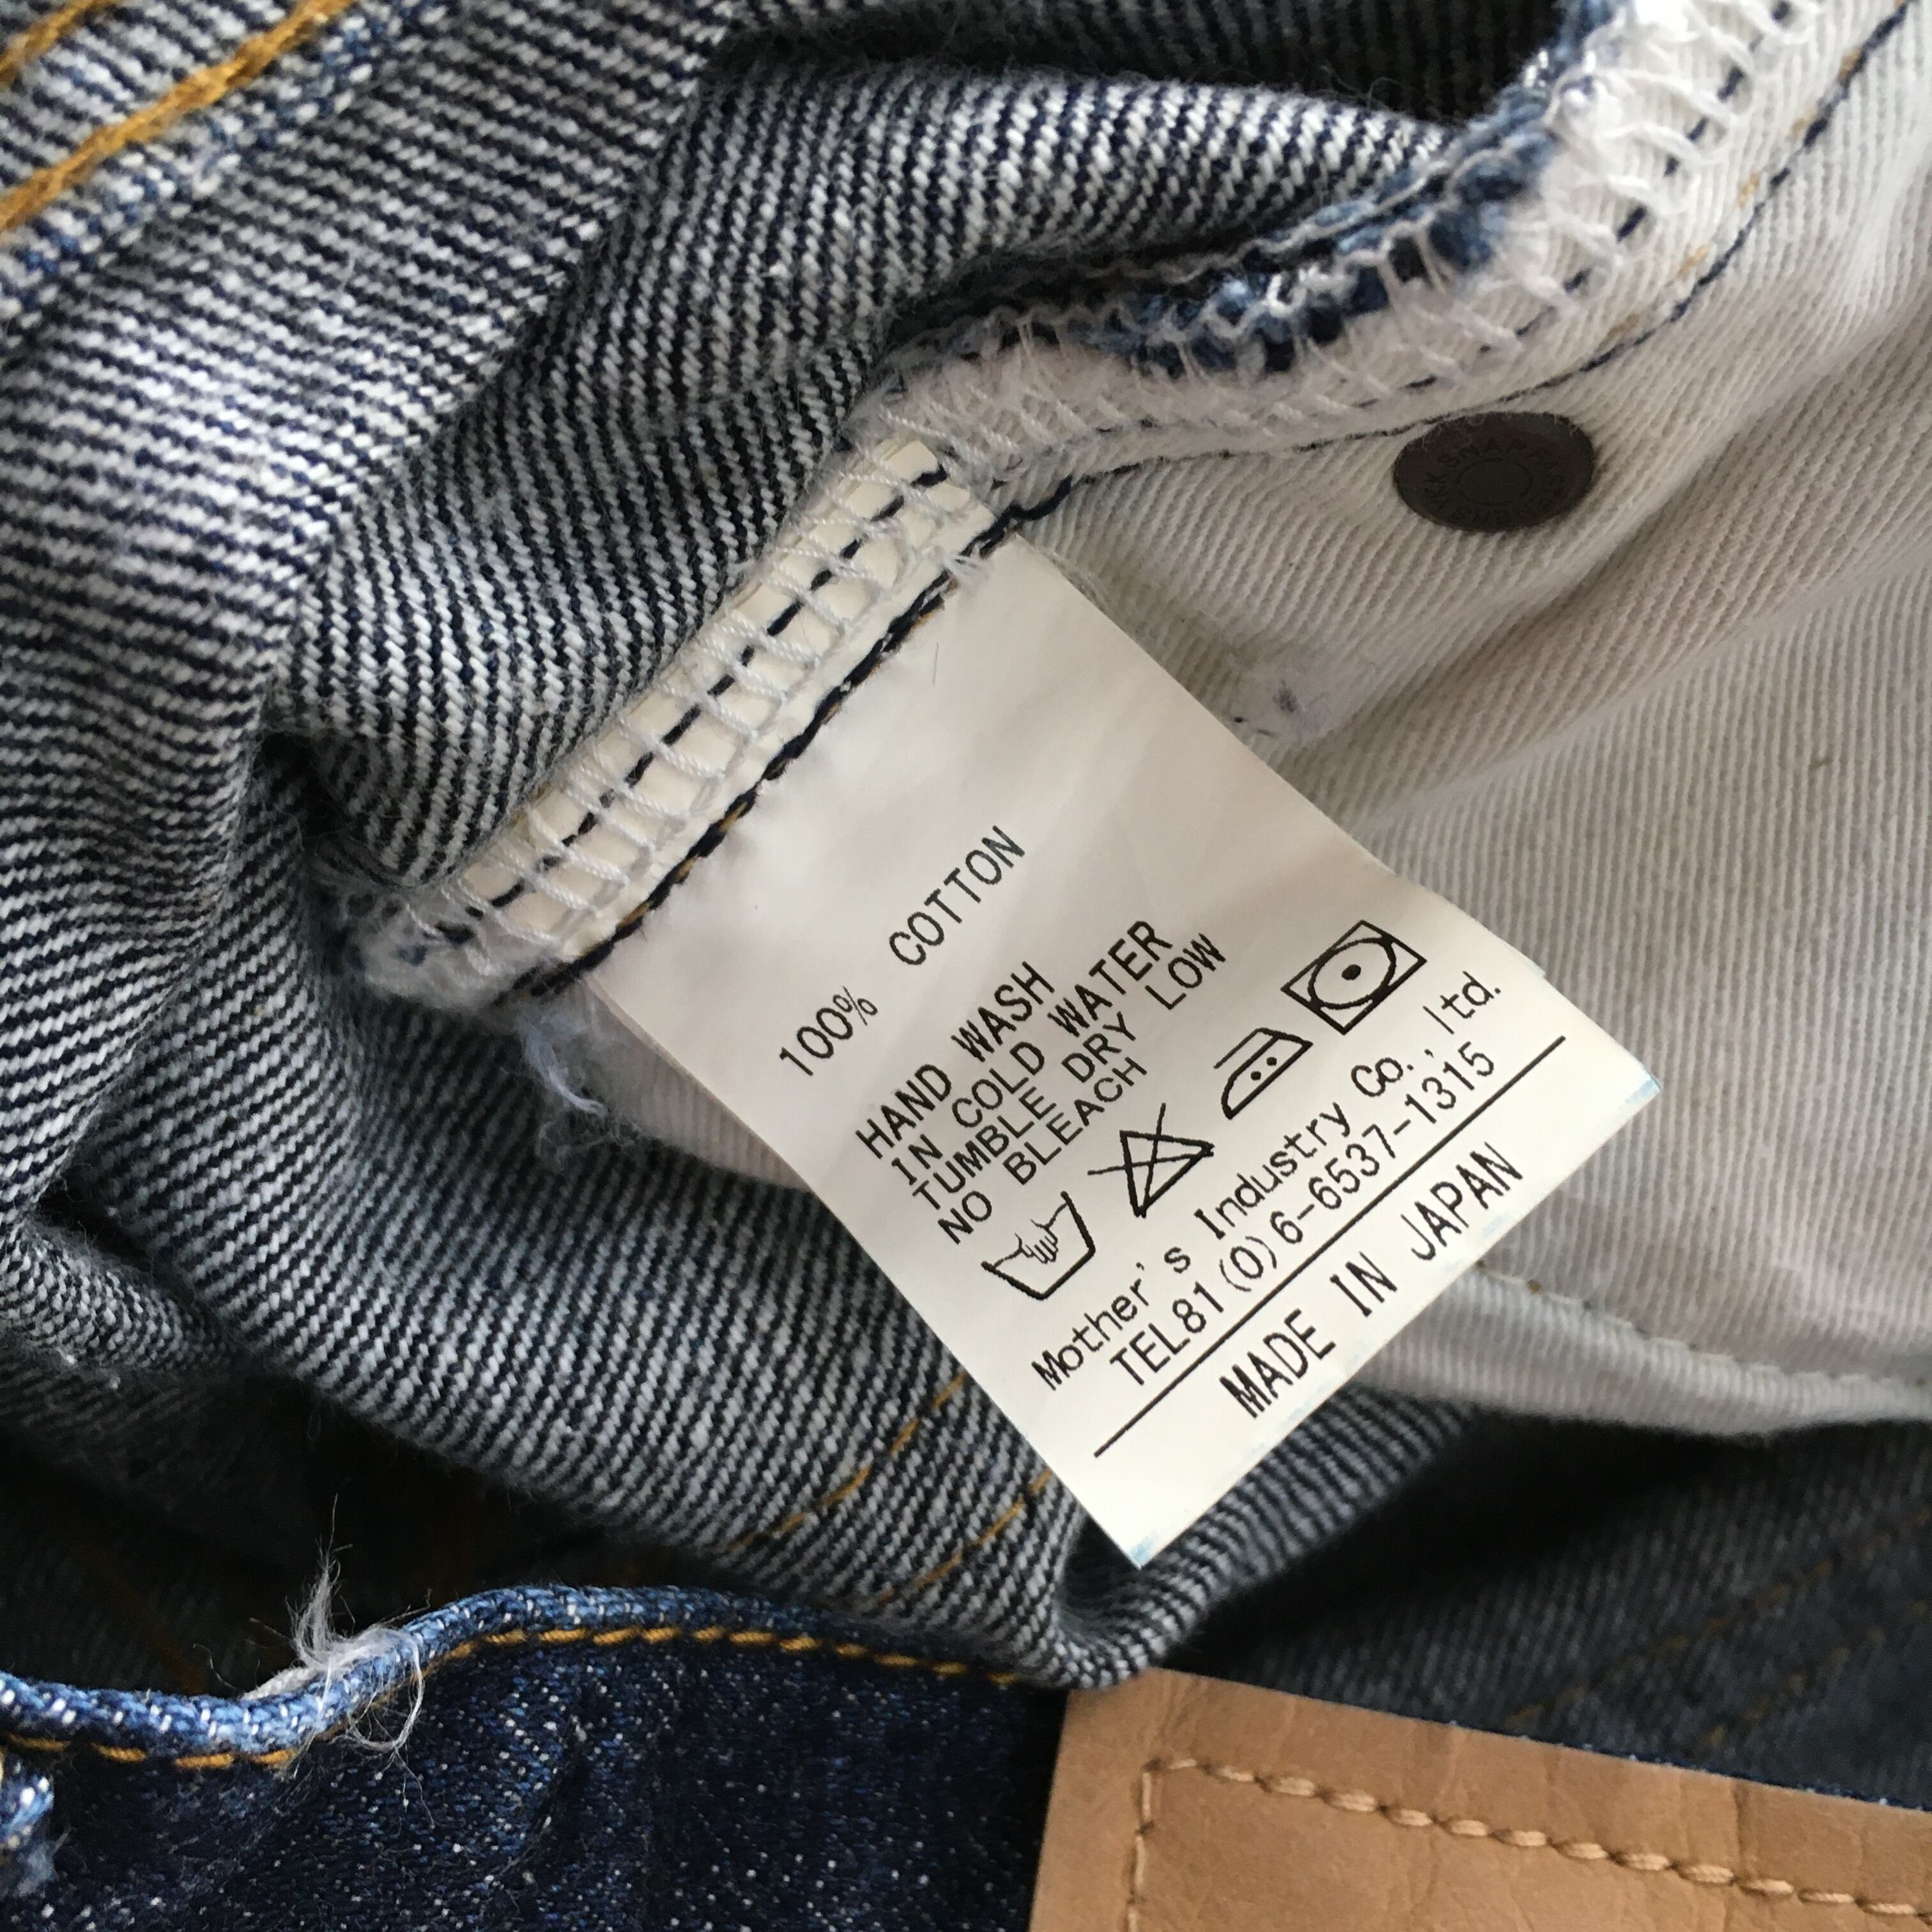 100% COTTON
HAND WASH
IN COLD WATER
TUMBLE DRY LOW
NO BLEACH
Mother's Industry Co., ltd.
TEL81(0)6-6537-1315
MADE IN JAPAN